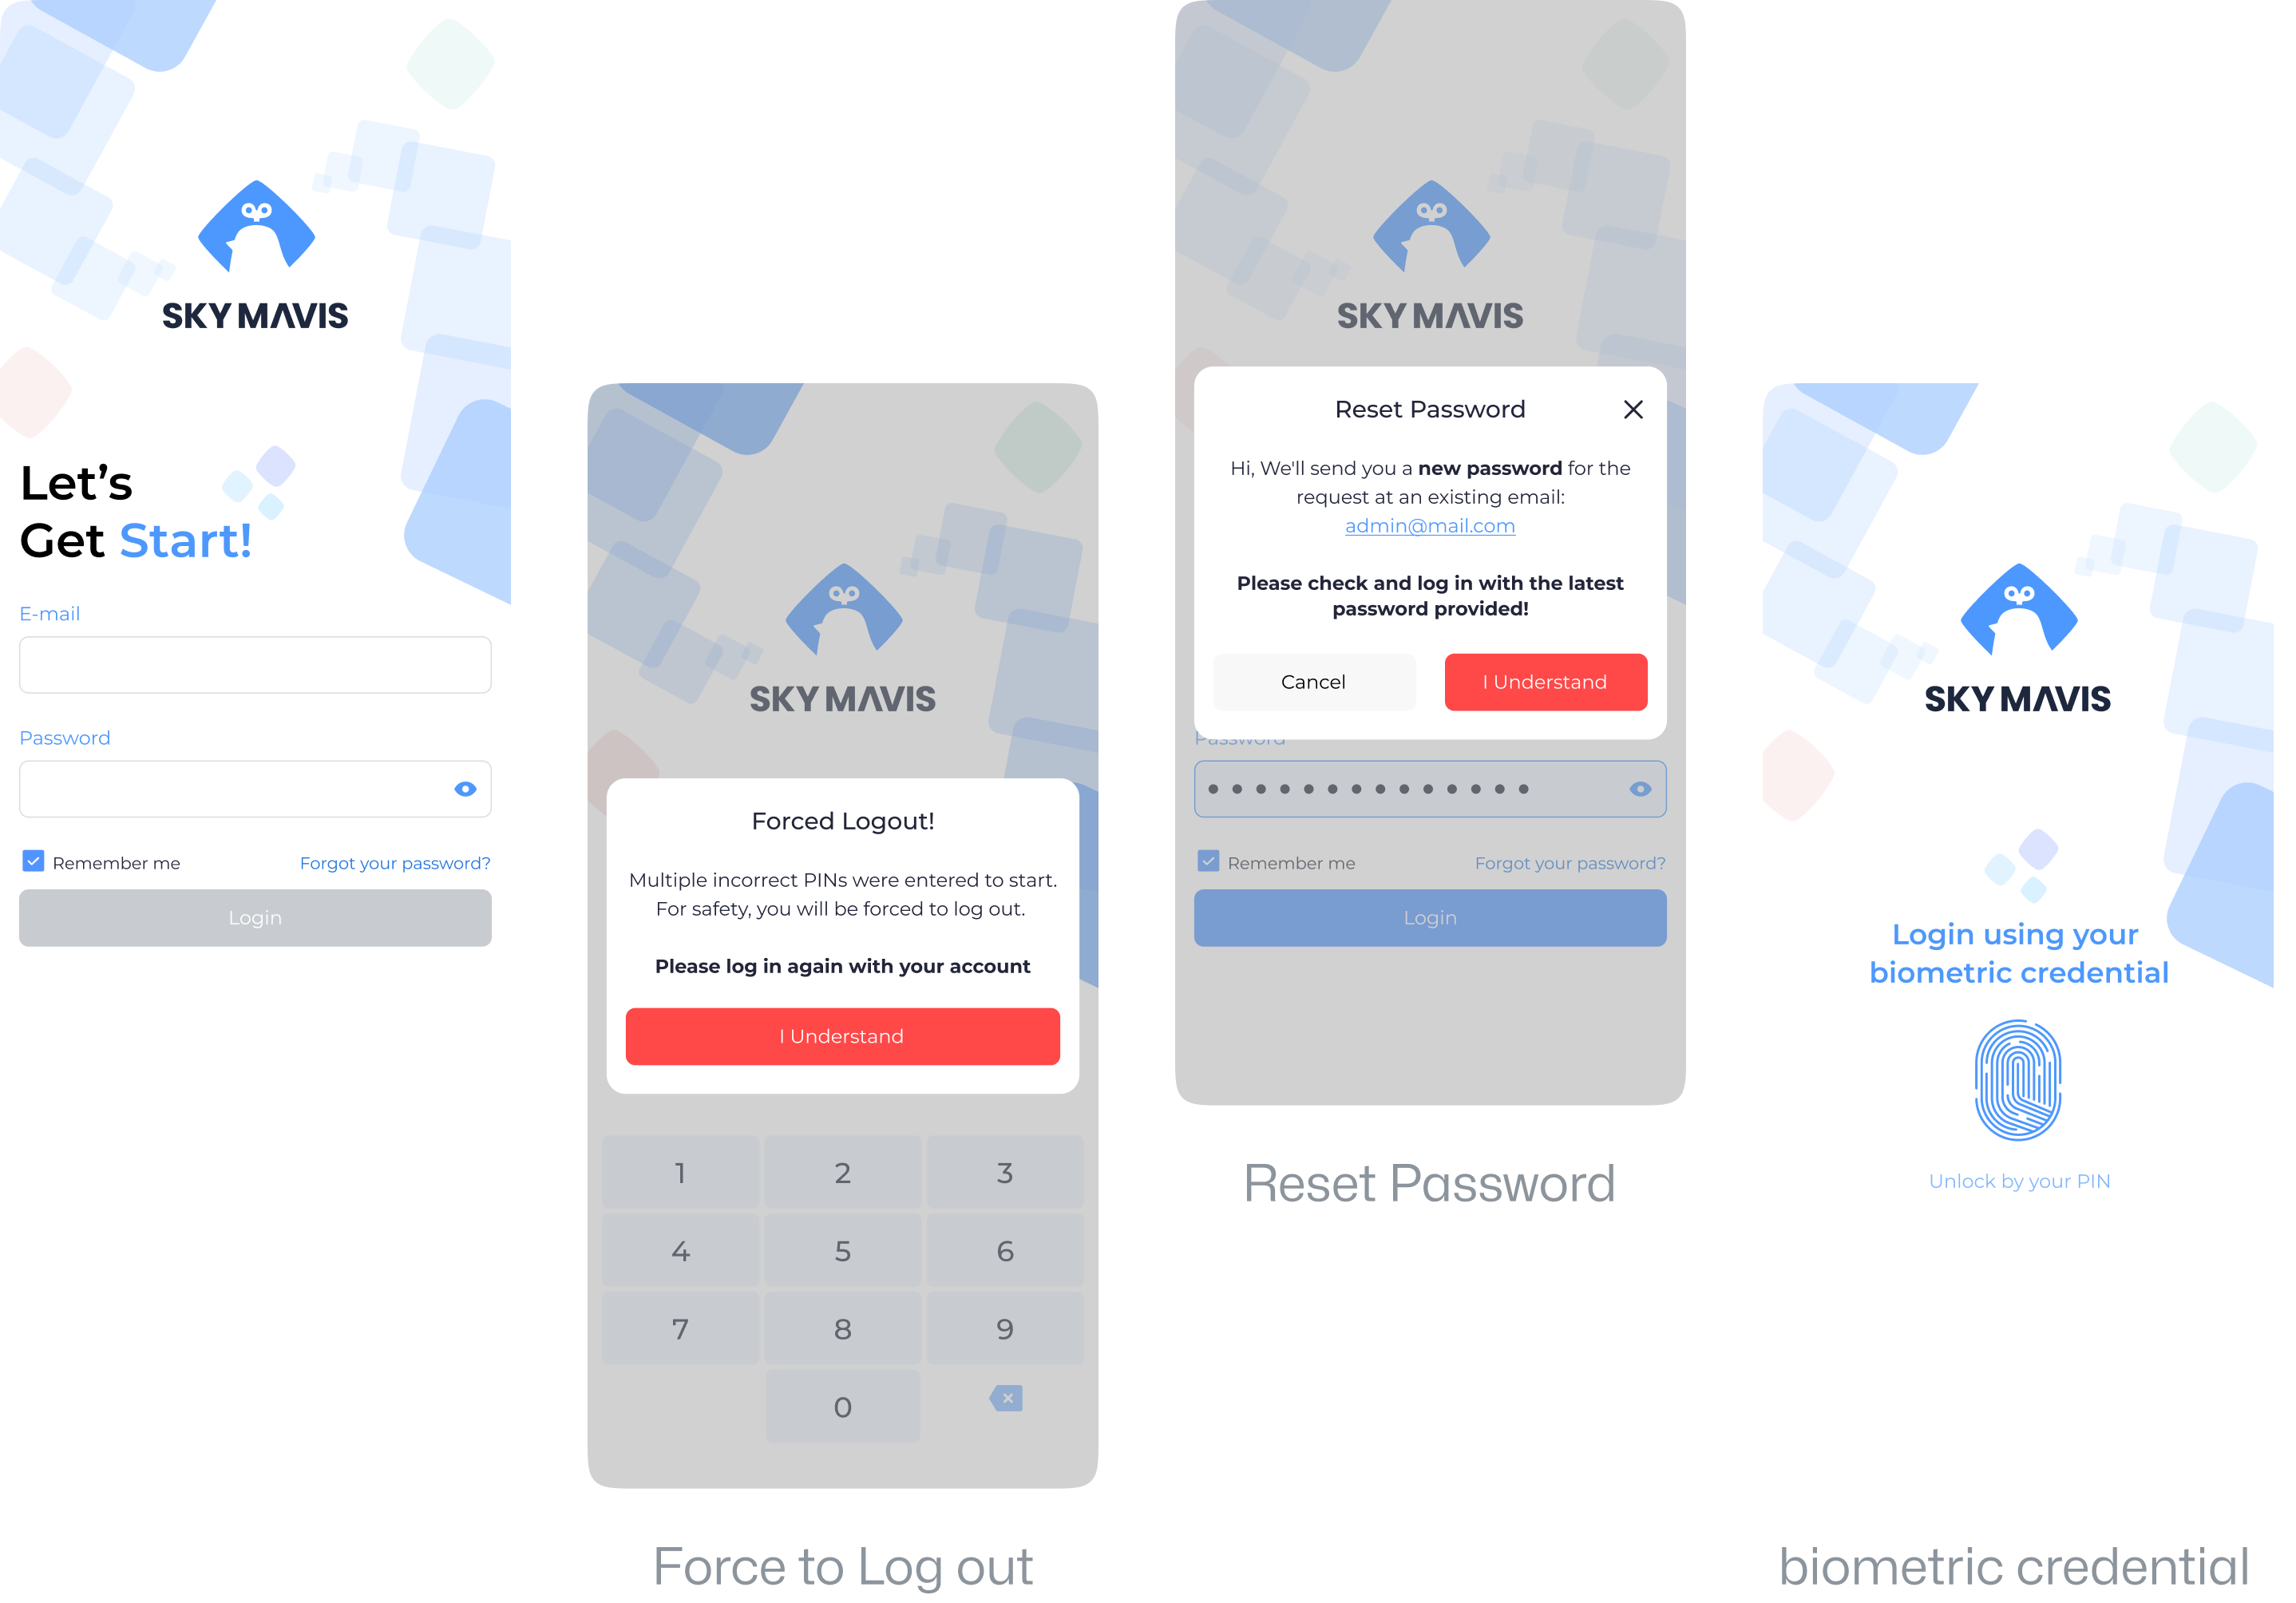 SKY MAVIS
Let’s
Get Start!
E-mail
Password
Remember me
Forgot your password?
Login
SKY MAVIS
Forced Logout!
Multiple incorrect PINs were entered to start.
For safety, you will be forced to log out.
Please log in again with your account
I Understand
1 2 3
4 5 6
7 8 9
0
Force to Log out
SKY MAVIS
Reset Password
Hi, We'll send you a new password for the
request at an existing email:
admin@mail.com
Please check and log in with the latest
password provided!
Cancel
I Understand
Password
Remember me
Forgot your password?
Login
Reset Password
SKY MAVIS
Login using your
biometric credential
Unlock by your PIN
biometric credential